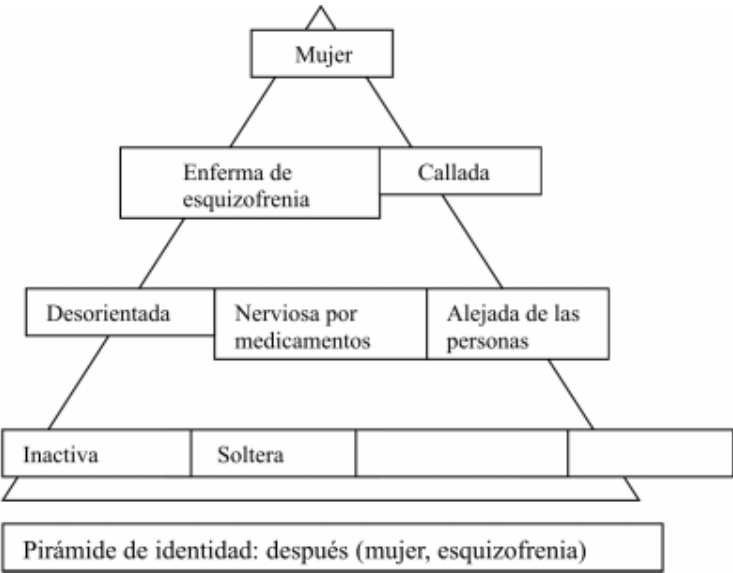 Mujer
Enferma de
esquizofrenia
Callada
Desorientada
Nerviosa por
medicamentos
Alejada de las
personas
Inactiva
Soltera
Pirámide de identidad: después (mujer, esquizofrenia)